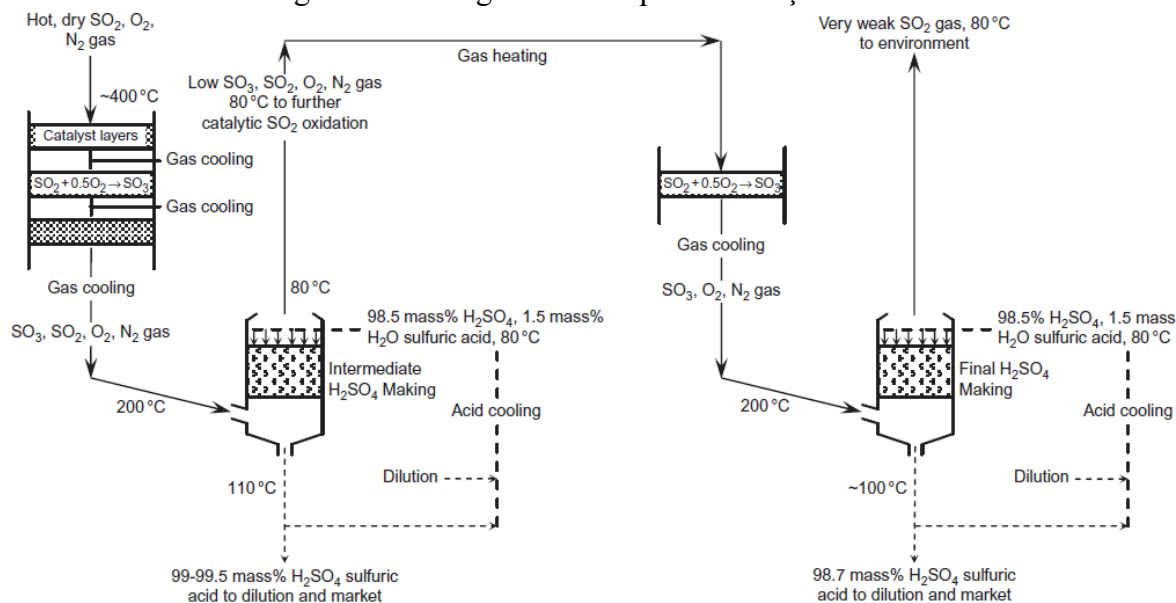 Hot, dry SO₂, O₂,
N₂ gas
~400°C
Catalyst layers
Gas cooling
SO₂+0.5O₂→SO₃
Gas cooling
Gas cooling
SO₃, SO₂, O₂, N₂ gas
200°C
Low SO₃, SO₂, O₂, N₂ gas
80°C to further
catalytic SO₂ oxidation
80°C
98.5 mass% H₂SO₄, 1.5 mass%
H₂O sulfuric acid, 80°C
Intermediate
H₂SO₄ Making
Acid cooling
Dilution
110°C
99-99.5 mass% H₂SO₄ sulfuric
acid to dilution and market
Gas heating
SO₂+0.5O₂→SO₃
Gas cooling
SO₃, O₂, N₂ gas
200°C
Very weak SO₂ gas, 80°C
to environment
98.5% H₂SO₄, 1.5 mass
H₂O sulfuric acid, 80°C
Final H₂SO₄
Making
Acid cooling
Dilution
~100°C
98.7 mass% H₂SO₄ sulfuric
acid to dilution and market